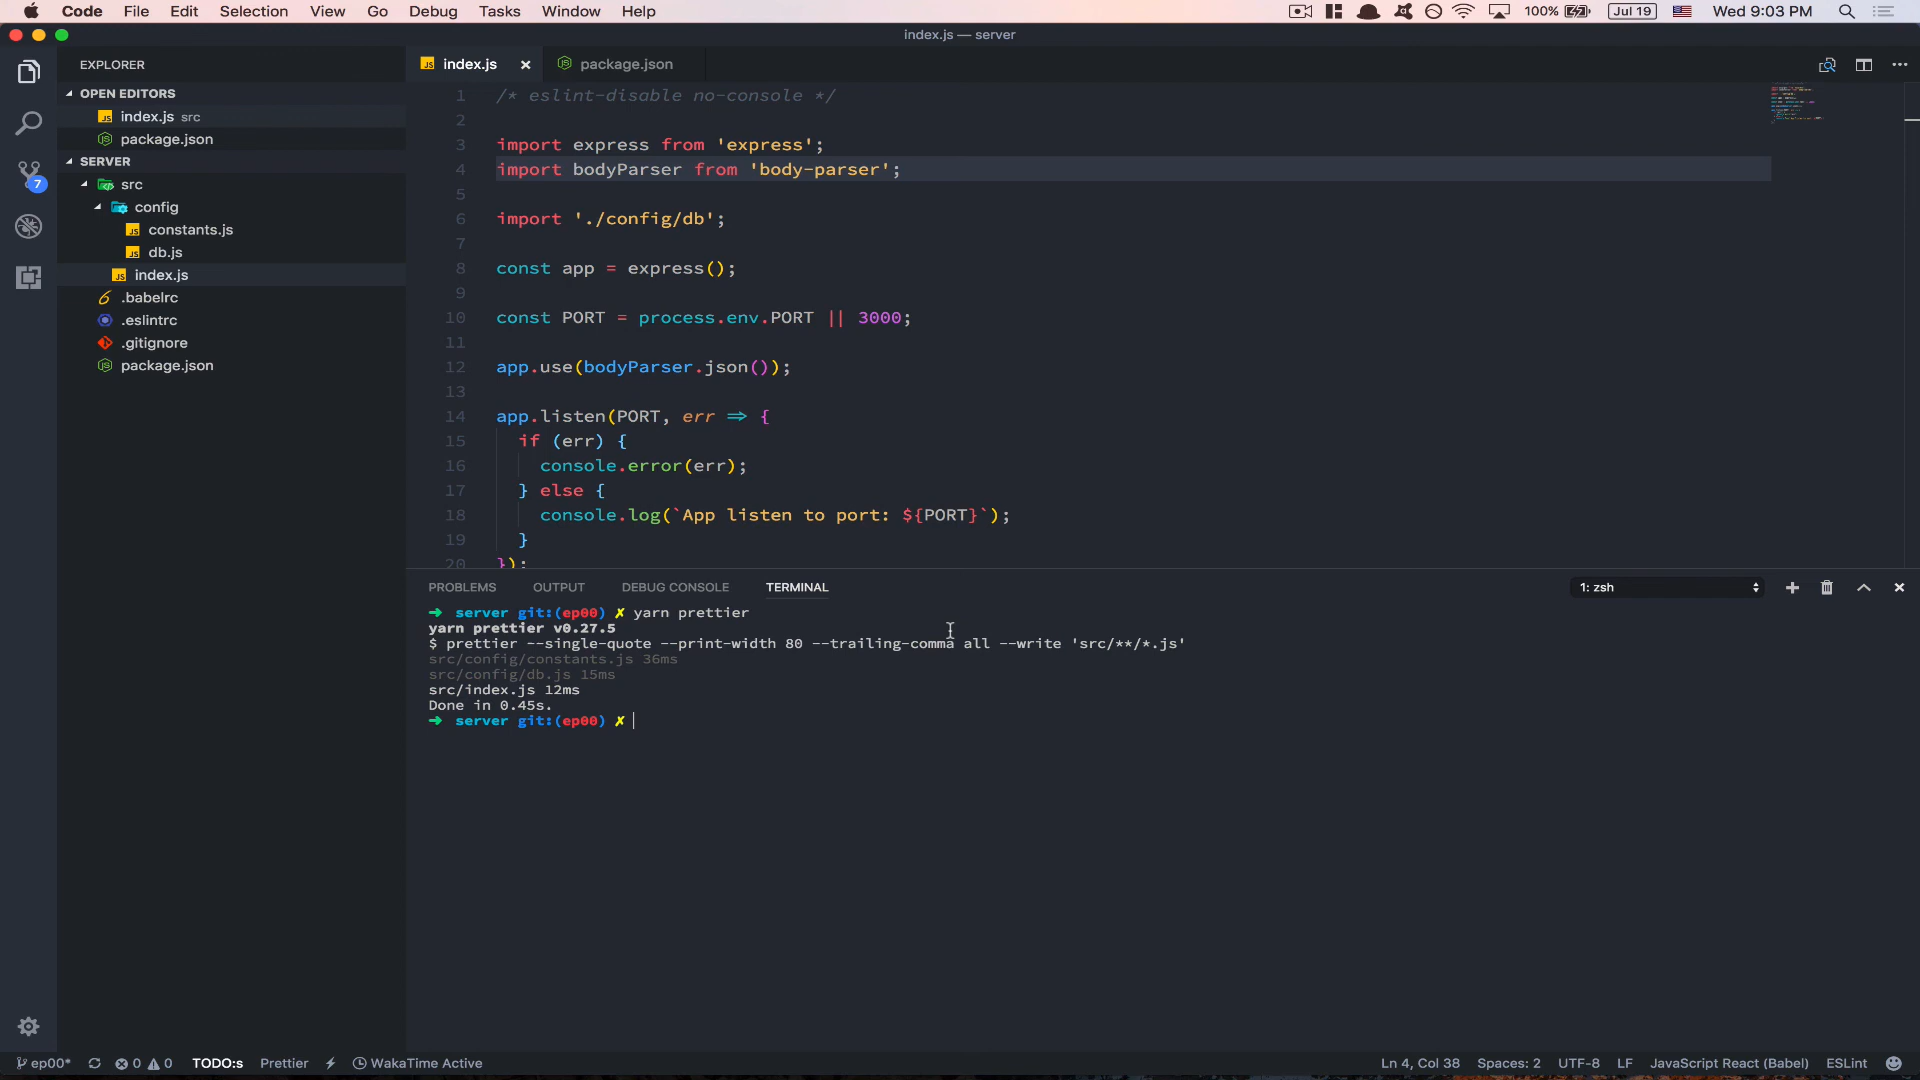 Code File Edit Selection View Go Debug Tasks Window Help 100% Jul 19 Wed 9:03 PM
index.js — server
EXPLORER
OPEN EDITORS
index.js src
package.json
SERVER
src
config
constants.js
db.js
index.js
.babelrc
.eslintrc
.gitignore
package.json
7
index.js package.json
1 /* eslint-disable no-console */
2
3 import express from 'express';
4 import bodyParser from 'body-parser';
5
6 import './config/db';
7
8 const app = express();
9
10 const PORT = process.env.PORT || 3000;
11
12 app.use(bodyParser.json());
13
14 app.listen(PORT, err => {
15 if (err) {
16 console.error(err);
17 } else {
18 console.log(`App listen to port: ${PORT}`);
19 }
20 });
PROBLEMS OUTPUT DEBUG CONSOLE TERMINAL 1: zsh
➜ server git:(ep00) ✗ yarn prettier
yarn prettier v0.27.5
$ prettier --single-quote --print-width 80 --trailing-comma all --write 'src/**/*.js'
src/config/constants.js 36ms
src/config/db.js 15ms
src/index.js 12ms
Done in 0.45s.
➜ server git:(ep00) ✗
ep00* 0 0 TODO:s Prettier WakaTime Active Ln 4, Col 38 Spaces: 2 UTF-8 LF JavaScript React (Babel) ESLint